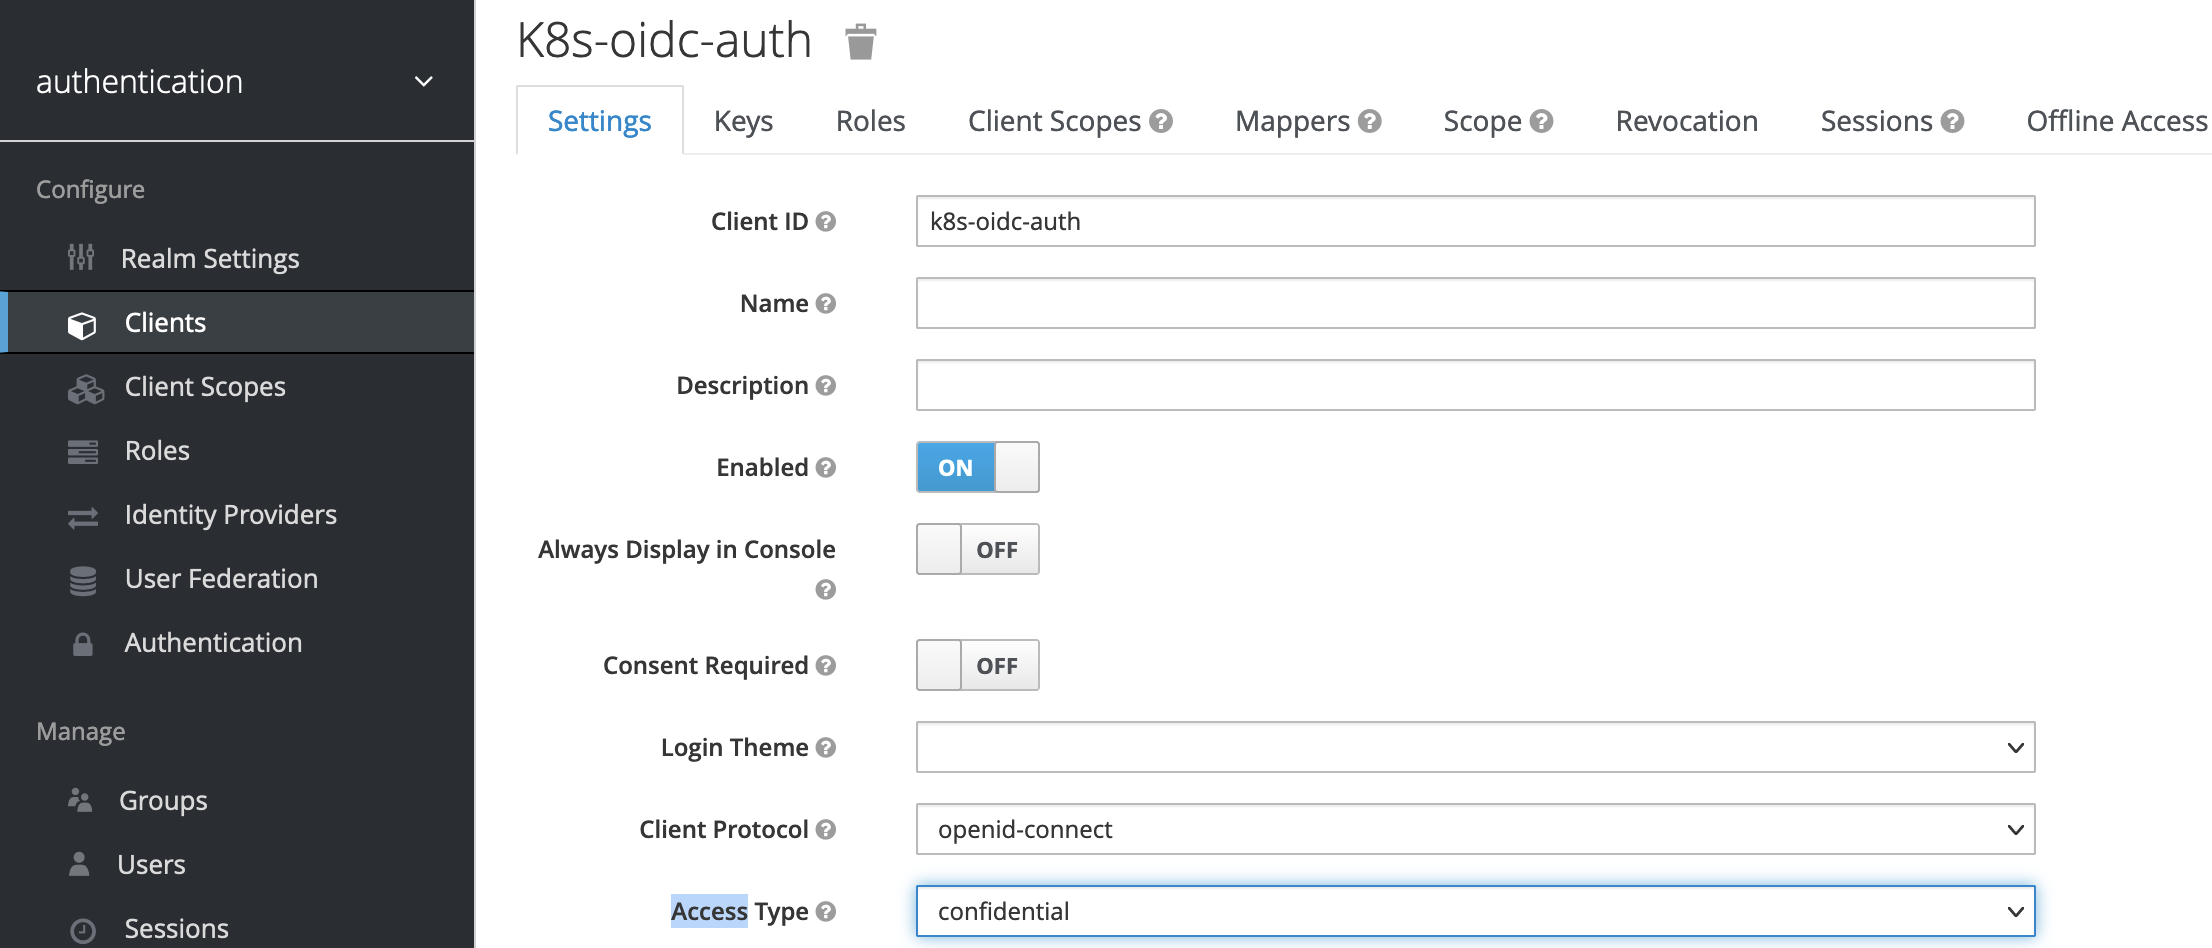 authentication
Configure
Realm Settings
Clients
Client Scopes
Roles
Identity Providers
User Federation
Authentication
Manage
Groups
Users
Sessions
K8s-oidc-auth
Settings Keys Roles Client Scopes Mappers Scope Revocation Sessions Offline Access
Client ID k8s-oidc-auth
Name
Description
Enabled ON
Always Display in Console OFF
Consent Required OFF
Login Theme
Client Protocol openid-connect
Access Type confidential